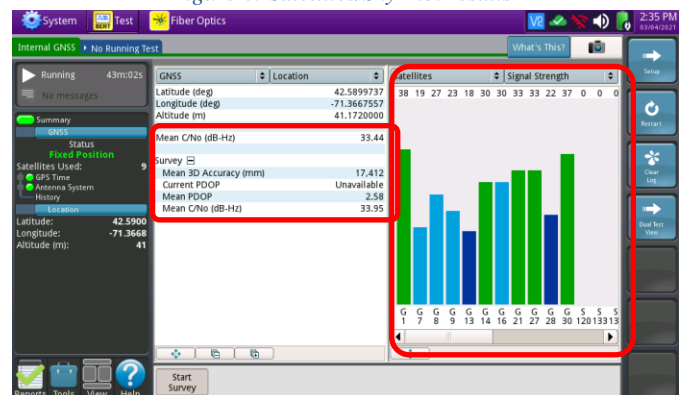 System
Test
Fiber Optics
V2
2:35 PM
03/04/2021
Internal GNSS
No Running Test
What's This?
Running 43m:02s
No messages
Summary
GNSS
Status
Fixed Position
Satellites Used: 9
GPS Time
Antenna System
History
Location
Latitude: 42.5900
Longitude: -71.3668
Altitude (m): 41
GNSS Location
Latitude (deg) 42.5899737
Longitude (deg) -71.3667557
Altitude (m) 41.1720000
Mean C/No (dB-Hz) 33.44
Survey
Mean 3D Accuracy (mm) 17,412
Current PDOP Unavailable
Mean PDOP 2.58
Mean C/No (dB-Hz) 33.95
Satellites Signal Strength
38 19 27 23 18 30 30 33 33 22 37 0 0 0
G G G G G G G G G G G S S S
1 7 8 9 13 14 16 21 27 28 30 120 133 13
Setup
Restart
Clear
Log
Dual Test
View
Start
Survey
Reports Tools View Help